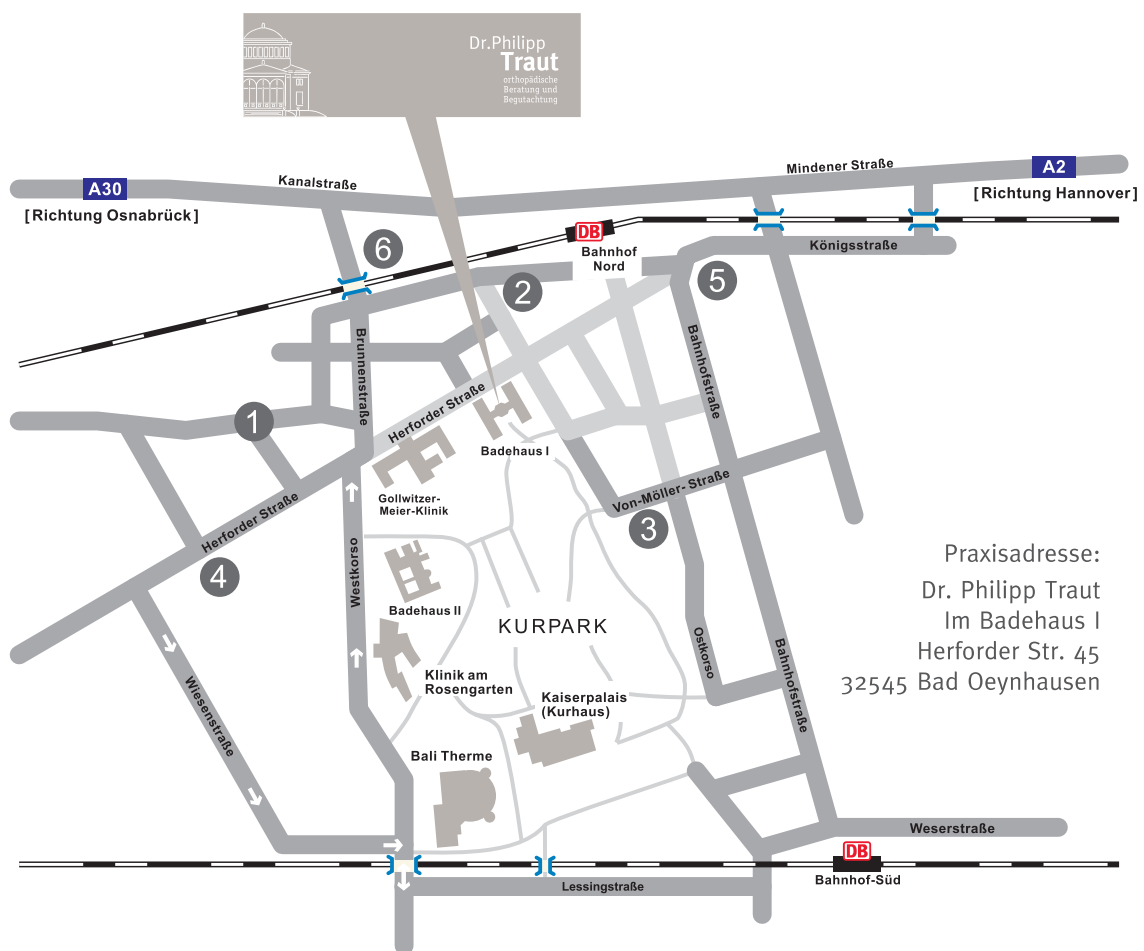 Dr.Philipp
Traut
orthopädische
Beratung und
Begutachtung
A30
[Richtung Osnabrück]
Kanalstraße
Mindener Straße
A2
[Richtung Hannover]
DB
Bahnhof
Nord
Königsstraße
6
2
5
Brunnenstraße
Bahnhofstraße
Herforder Straße
1
Badehaus I
Gollwitzer-
Meier-Klinik
Von-Möller- Straße
3
Herforder Straße
4
Westkorso
Badehaus II
KURPARK
Klinik am
Rosengarten
Kaiserpalais
(Kurhaus)
Ostkorso
Bahnhofstraße
Wiesenstraße
Bali Therme
Praxisadresse:
Dr. Philipp Traut
Im Badehaus I
Herforder Str. 45
32545 Bad Oeynhausen
Weserstraße
DB
Bahnhof-Süd
Lessingstraße